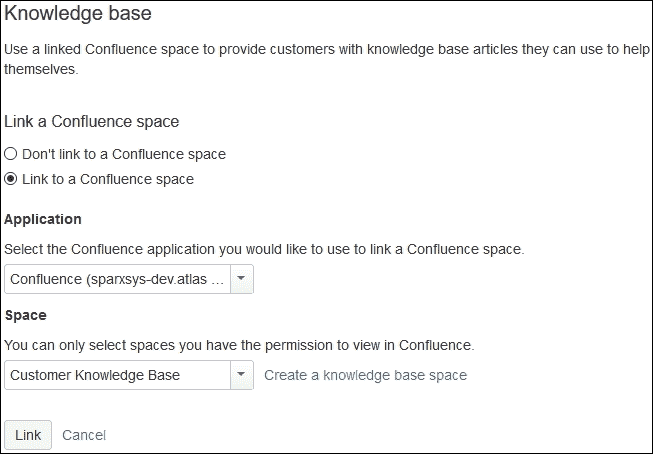 Knowledge base
Use a linked Confluence space to provide customers with knowledge base articles they can use to help
themselves.
Link a Confluence space
Don't link to a Confluence space
Link to a Confluence space
Application
Select the Confluence application you would like to use to link a Confluence space.
Confluence (sparxsys-dev.atlas ...
Space
You can only select spaces you have the permission to view in Confluence.
Customer Knowledge Base Create a knowledge base space
Link Cancel